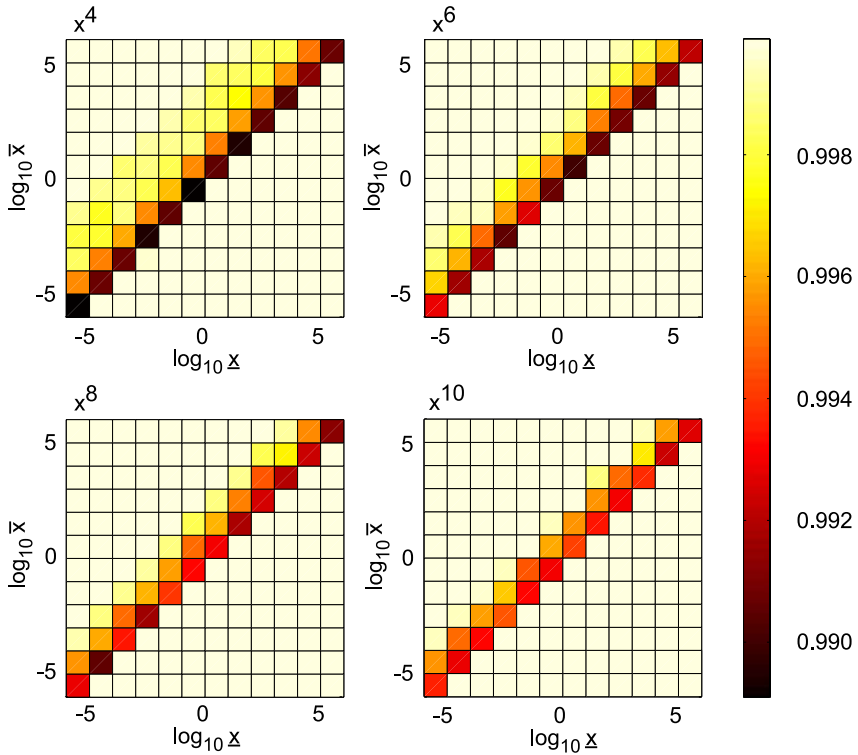 x⁴
x⁶
5
0
-5
log₁₀ x̅
-5 0 5
log₁₀ x̲
5
0
-5
log₁₀ x̅
-5 0 5
log₁₀ x̲
x⁸
x¹⁰
5
0
-5
log₁₀ x̅
-5 0 5
log₁₀ x̲
5
0
-5
log₁₀ x̅
-5 0 5
log₁₀ x̲
0.998
0.996
0.994
0.992
0.990